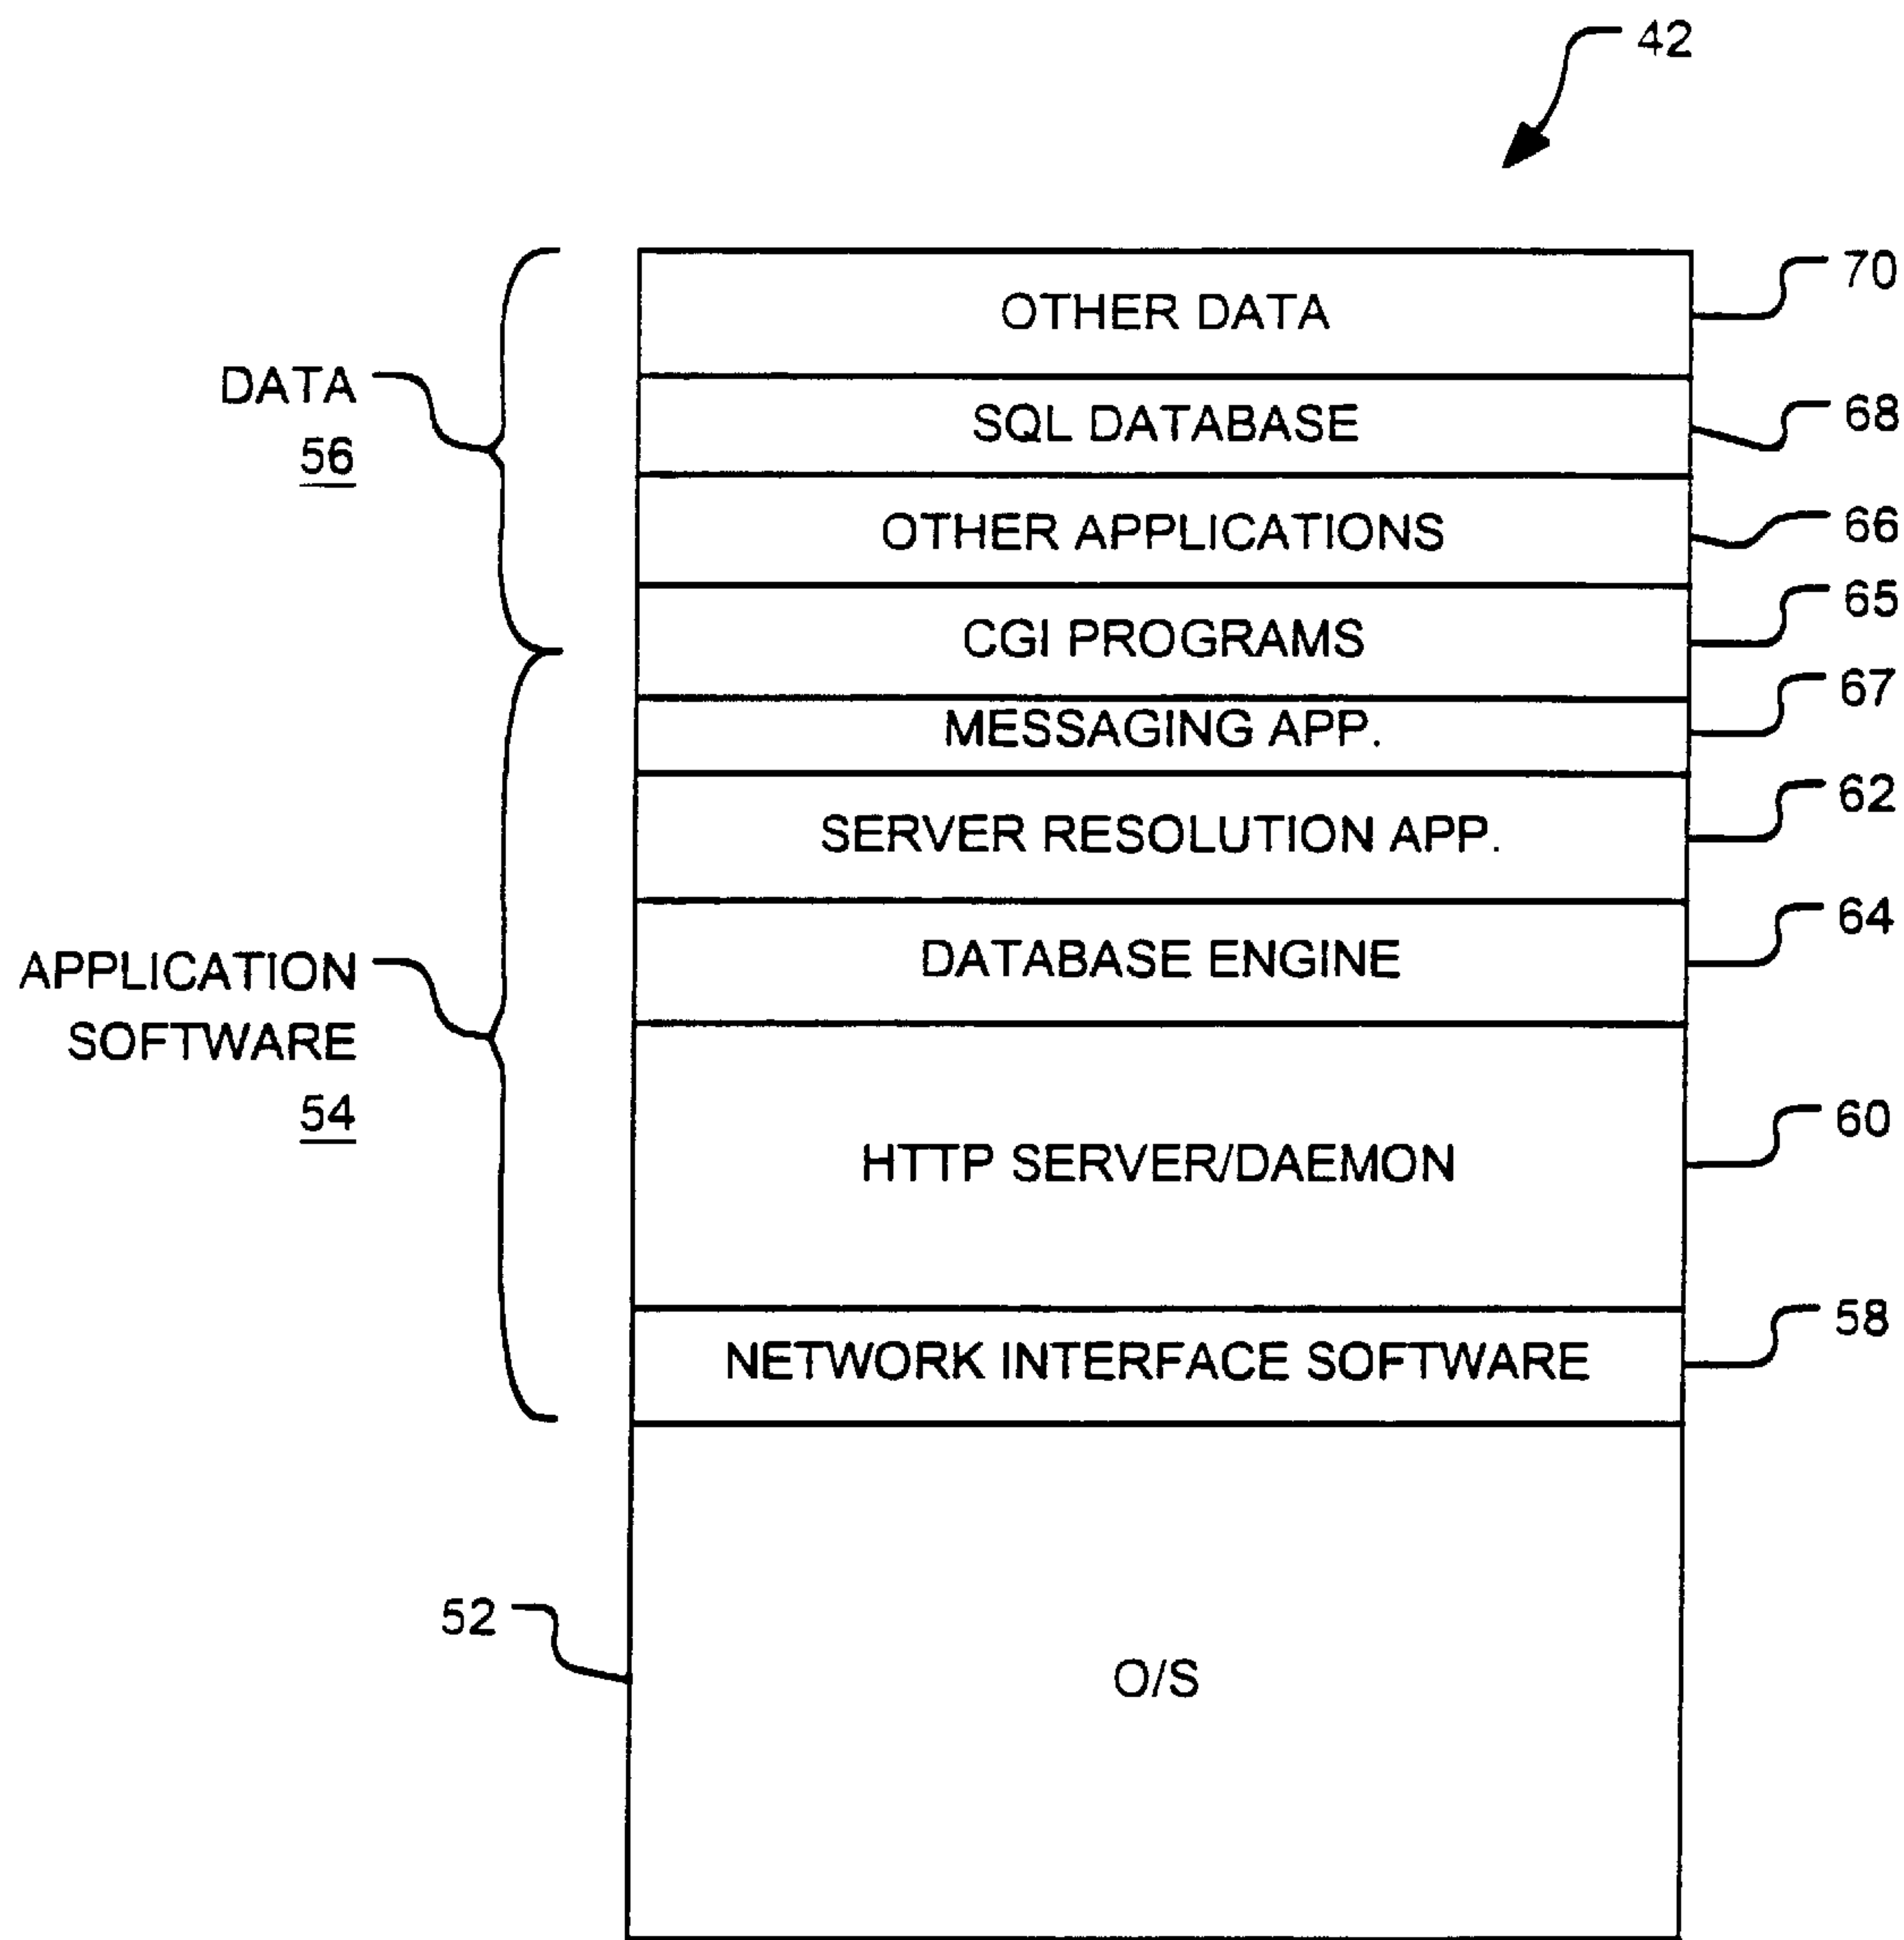 42
OTHER DATA
70
DATA
56
SQL DATABASE
68
OTHER APPLICATIONS
66
CGI PROGRAMS
65
MESSAGING APP.
67
SERVER RESOLUTION APP.
62
DATABASE ENGINE
64
APPLICATION
SOFTWARE
54
HTTP SERVER/DAEMON
60
NETWORK INTERFACE SOFTWARE
58
52
O/S